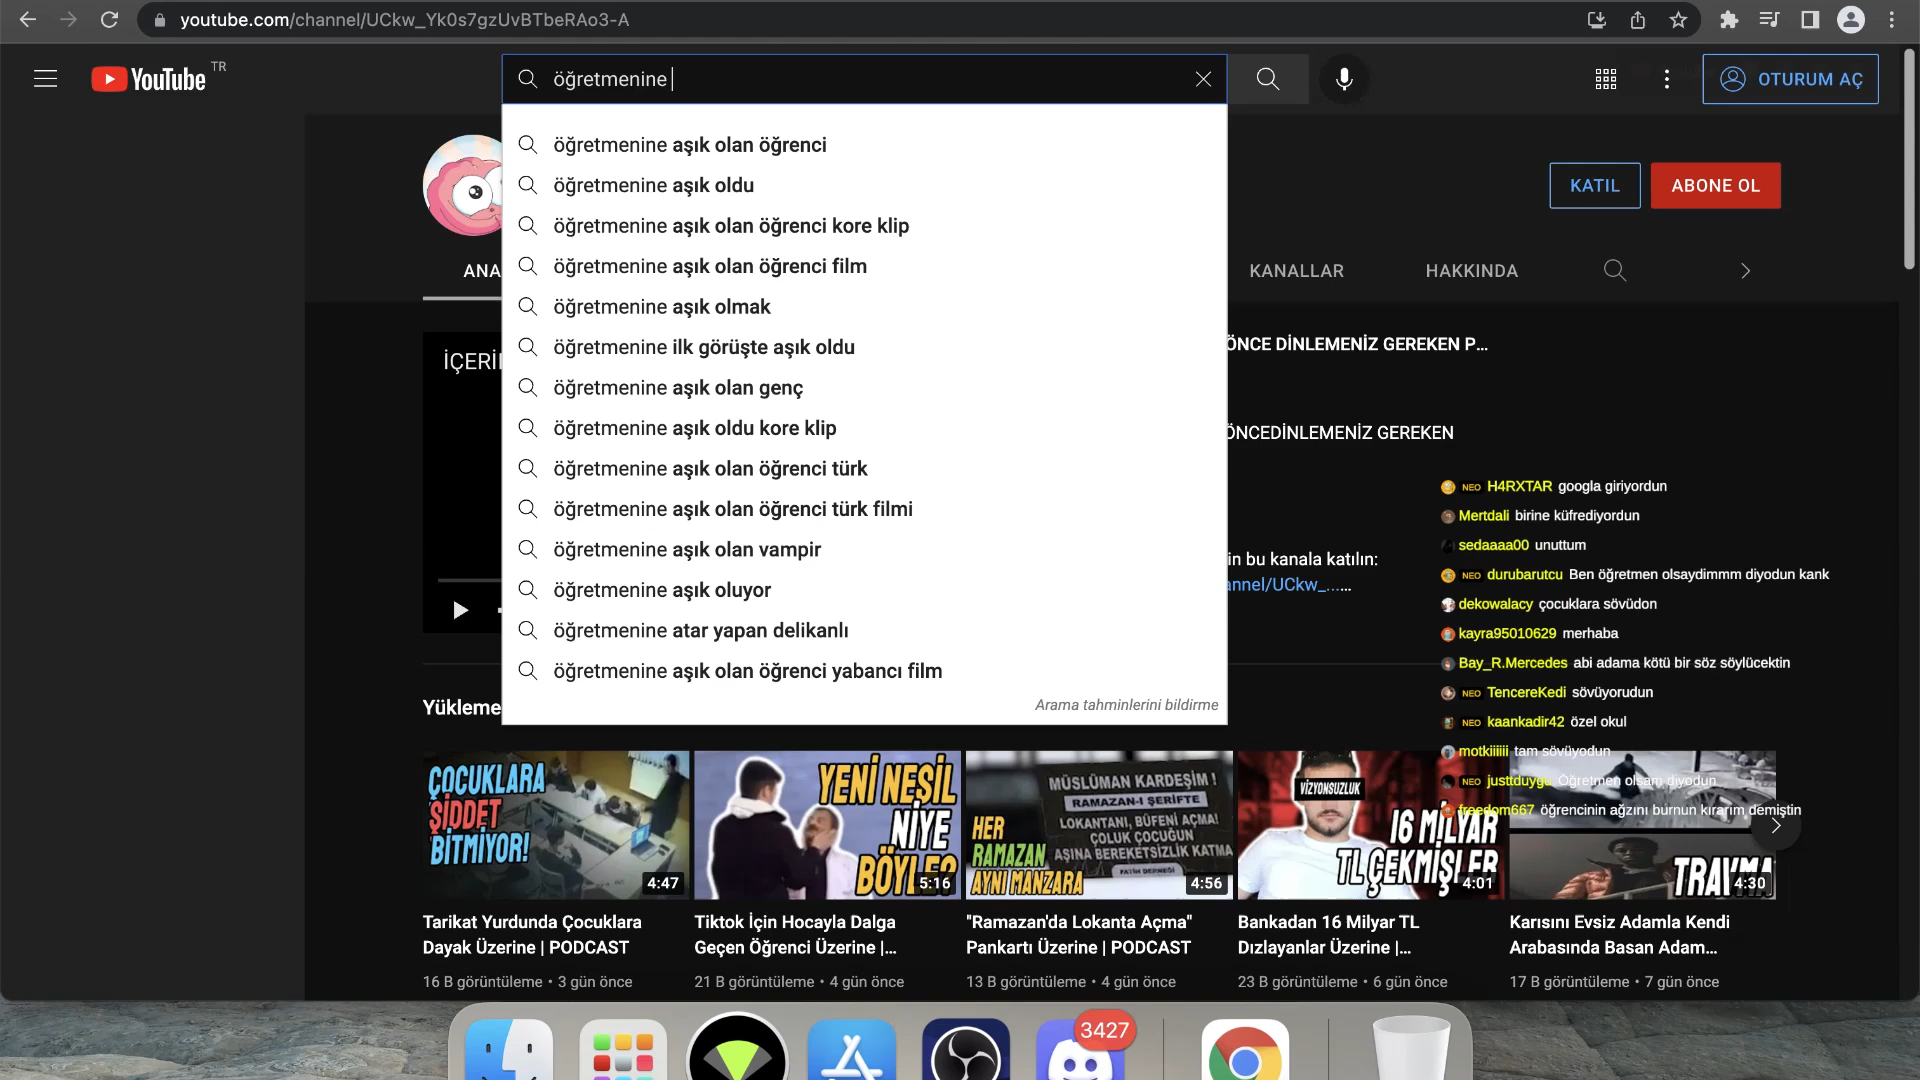 youtube.com/channel/UCkw_Yk0s7gzUvBTbeRAo3-A
YouTube TR
öğretmenine
OTURUM AÇ
öğretmenine aşık olan öğrenci
öğretmenine aşık oldu
öğretmenine aşık olan öğrenci kore klip
öğretmenine aşık olan öğrenci film
öğretmenine aşık olmak
öğretmenine ilk görüşte aşık oldu
öğretmenine aşık olan genç
öğretmenine aşık oldu kore klip
öğretmenine aşık olan öğrenci türk
öğretmenine aşık olan öğrenci türk filmi
öğretmenine aşık olan vampir
öğretmenine aşık oluyor
öğretmenine atar yapan delikanlı
öğretmenine aşık olan öğrenci yabancı film
Arama tahminlerini bildirme
KATIL
ABONE OL
ANA
KANALLAR
HAKKINDA
İÇERİ
ÖNCE DİNLEMENİZ GEREKEN P...
ÖNCEDİNLEMENİZ GEREKEN
in bu kanala katılın:
annel/UCkw_...…
NEO H4RXTAR googla giriyordun
Mertdali birine küfrediyordun
sedaaaa00 unuttum
NEO durubarutcu Ben öğretmen olsaydimmm diyodun kank
dekowalacy çocuklara sövüdon
kayra95010629 merhaba
Bay_R.Mercedes abi adama kötü bir söz söylücektin
NEO TencereKedi sövüyorudun
NEO kaankadir42 özel okul
motkiiiiii tam sövüyodun
NEO justtduygu Öğretmen olsam diyodun
freedom667 öğrencinin ağzını burnun kırarim demiştin
Yükleme
ÇOCUKLARA
ŞİDDET
BİTMİYOR!
4:47
YENİ NESİL
NİYE
BÖYLE?
5:16
MÜSLÜMAN KARDEŞİM !
RAMAZAN-I ŞERİFTE
LOKANTANI, BÜFENİ AÇMA!
ÇOLUK ÇOCUĞUN
AŞINA BEREKETSİZLİK KATMA
FATİH DERNEĞİ
HER
RAMAZAN
AYNI MANZARA
4:56
VİZYONSUZLUK
16 MİLYAR
TL ÇEKMİŞLER
4:01
TRAVMA
4:30
Tarikat Yurdunda Çocuklara
Dayak Üzerine | PODCAST
16 B görüntüleme • 3 gün önce
Tiktok İçin Hocayla Dalga
Geçen Öğrenci Üzerine |...
21 B görüntüleme • 4 gün önce
"Ramazan'da Lokanta Açma"
Pankartı Üzerine | PODCAST
13 B görüntüleme • 4 gün önce
Bankadan 16 Milyar TL
Dızlayanlar Üzerine |...
23 B görüntüleme • 6 gün önce
Karısını Evsiz Adamla Kendi
Arabasında Basan Adam...
17 B görüntüleme • 7 gün önce
3427